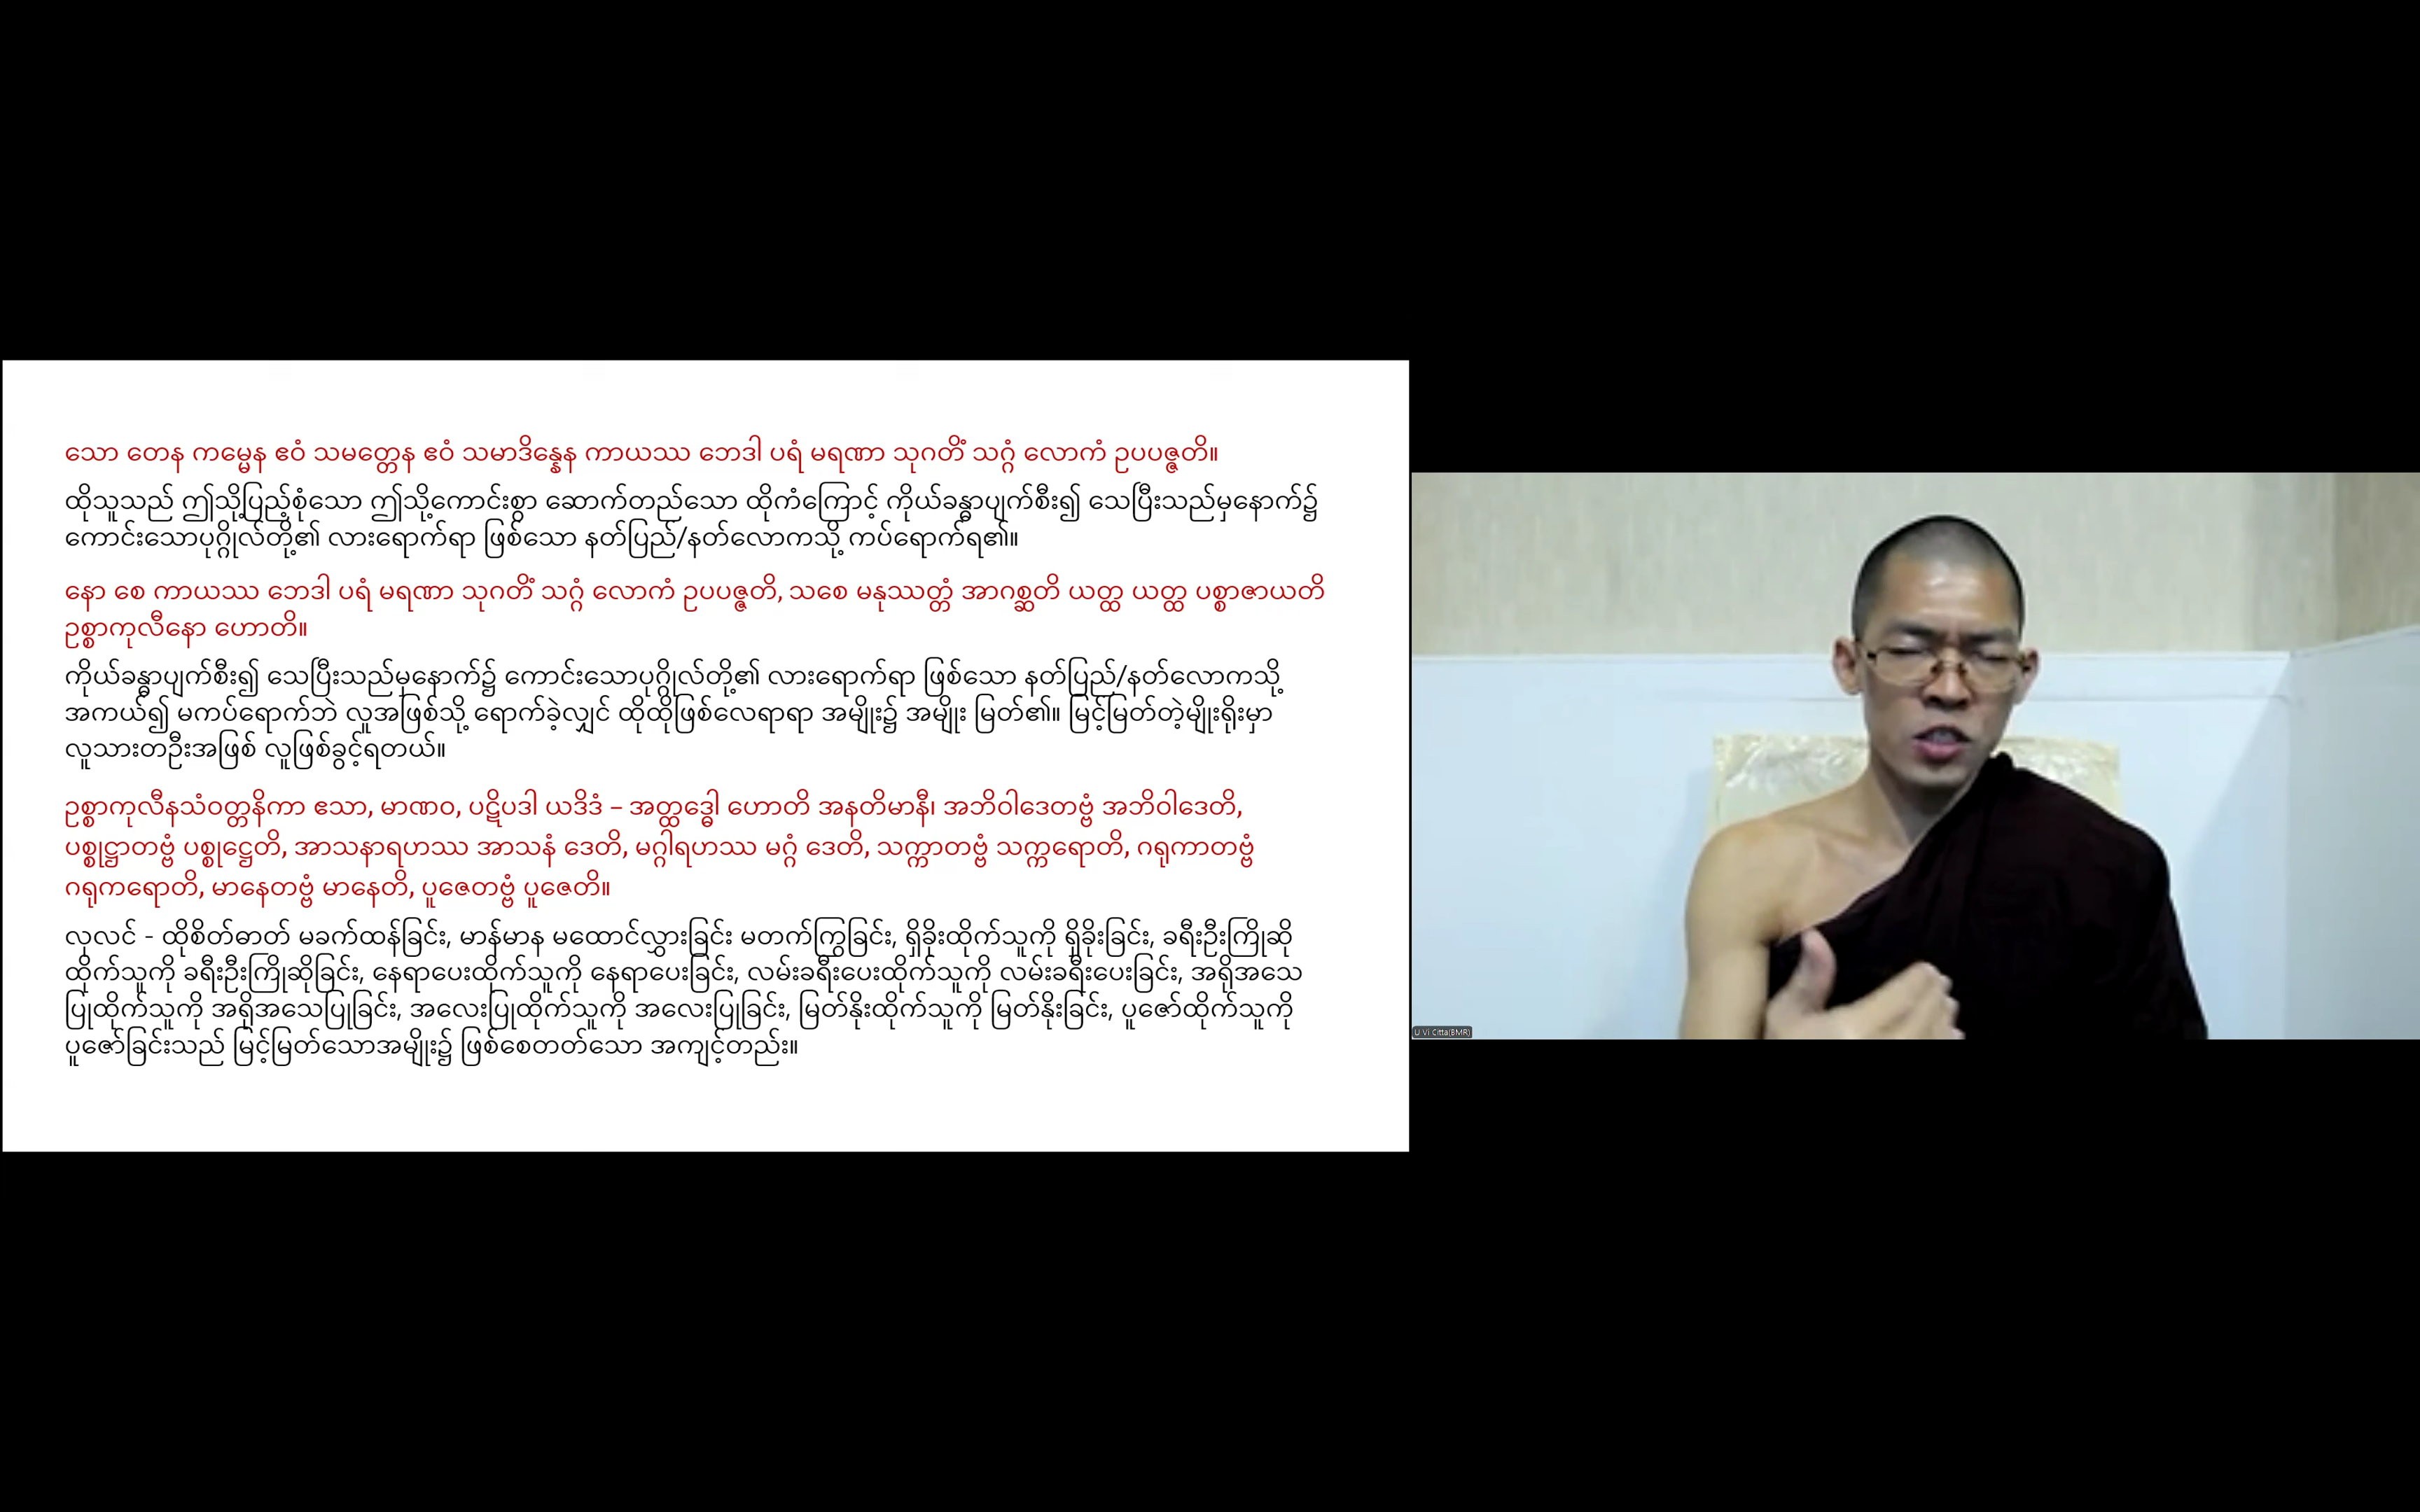 သော တေန ကမ္မေန ဧဝံ သမတ္တေန ဧဝံ သမာဒိန္နေန ကာယဿ ဘေဒါ ပရံ မရဏာ သုဂတိံ သဂ္ဂံ လောကံ ဥပပဇ္ဇတိ။
ထိုသူသည် ဤသို့ပြည့်စုံသော ဤသို့ကောင်းစွာ ဆောက်တည်သော ထိုကံကြောင့် ကိုယ်ခန္ဓာပျက်စီး၍ သေပြီးသည်မှနောက်၌
ကောင်းသောပုဂ္ဂိုလ်တို့၏ လားရောက်ရာ ဖြစ်သော နတ်ပြည်/နတ်လောကသို့ ကပ်ရောက်ရ၏။
နော စေ ကာယဿ ဘေဒါ ပရံ မရဏာ သုဂတိံ သဂ္ဂံ လောကံ ဥပပဇ္ဇတိ, သစေ မနုဿတ္တံ အာဂစ္ဆတိ ယတ္ထ ယတ္ထ ပစ္စာဇာယတိ
ဥစ္စာကုလီနော ဟောတိ။
ကိုယ်ခန္ဓာပျက်စီး၍ သေပြီးသည်မှနောက်၌ ကောင်းသောပုဂ္ဂိုလ်တို့၏ လားရောက်ရာ ဖြစ်သော နတ်ပြည်/နတ်လောကသို့
အကယ်၍ မကပ်ရောက်ဘဲ လူအဖြစ်သို့ ရောက်ခဲ့လျှင် ထိုထိုဖြစ်လေရာရာ အမျိုး၌ အမျိုး မြတ်၏။ မြင့်မြတ်တဲ့မျိုးရိုးမှာ
လူသားတဦးအဖြစ် လူဖြစ်ခွင့်ရတယ်။
ဥစ္စာကုလီနသံဝတ္တနိကာ ဧသာ, မာဏဝ, ပဋိပဒါ ယဒိဒံ – အတ္ထဒ္ဓေါ ဟောတိ အနတိမာနီ၊ အဘိဝါဒေတဗ္ဗံ အဘိဝါဒေတိ,
ပစ္စုဋ္ဌာတဗ္ဗံ ပစ္စုဋ္ဌေတိ, အာသနာရဟဿ အာသနံ ဒေတိ, မဂ္ဂါရဟဿ မဂ္ဂံ ဒေတိ, သက္ကာတဗ္ဗံ သက္ကရောတိ, ဂရုကာတဗ္ဗံ
ဂရုကရောတိ, မာနေတဗ္ဗံ မာနေတိ, ပူဇေတဗ္ဗံ ပူဇေတိ။
လုလင် - ထိုစိတ်ဓာတ် မခက်ထန်ခြင်း, မာန်မာန မထောင်လွှားခြင်း မတက်ကြွခြင်း, ရှိခိုးထိုက်သူကို ရှိခိုးခြင်း, ခရီးဦးကြိုဆို
ထိုက်သူကို ခရီးဦးကြိုဆိုခြင်း, နေရာပေးထိုက်သူကို နေရာပေးခြင်း, လမ်းခရီးပေးထိုက်သူကို လမ်းခရီးပေးခြင်း, အရိုအသေ
ပြုထိုက်သူကို အရိုအသေပြုခြင်း, အလေးပြုထိုက်သူကို အလေးပြုခြင်း, မြတ်နိုးထိုက်သူကို မြတ်နိုးခြင်း, ပူဇော်ထိုက်သူကို
ပူဇော်ခြင်းသည် မြင့်မြတ်သောအမျိုး၌ ဖြစ်စေတတ်သော အကျင့်တည်း။
U Vi Citta(BMR)